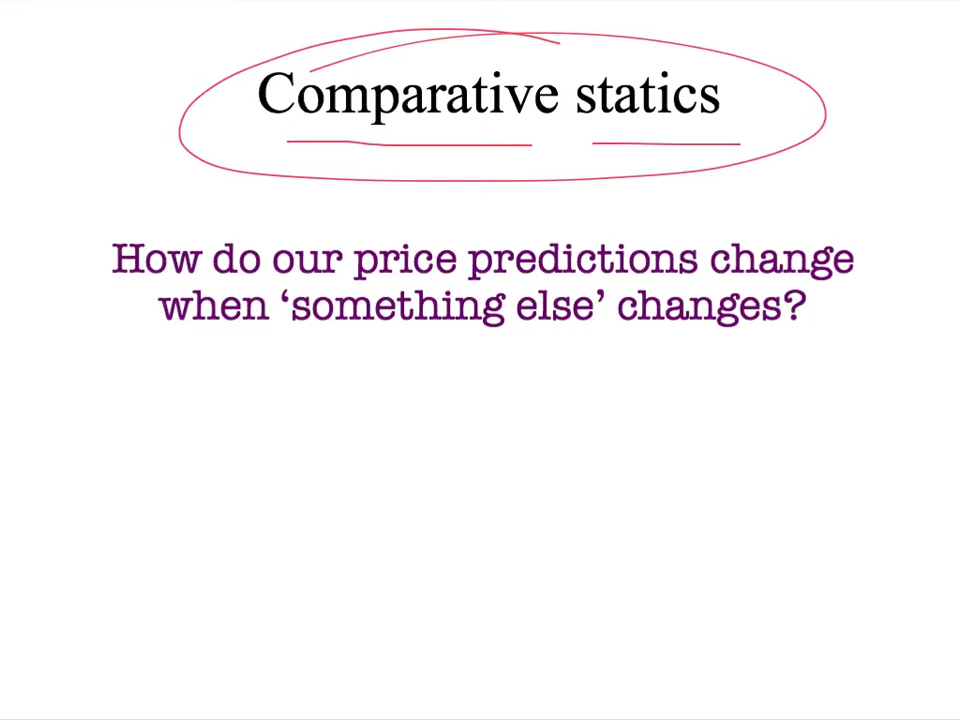 Comparative statics
How do our price predictions change
when ‘something else’ changes?